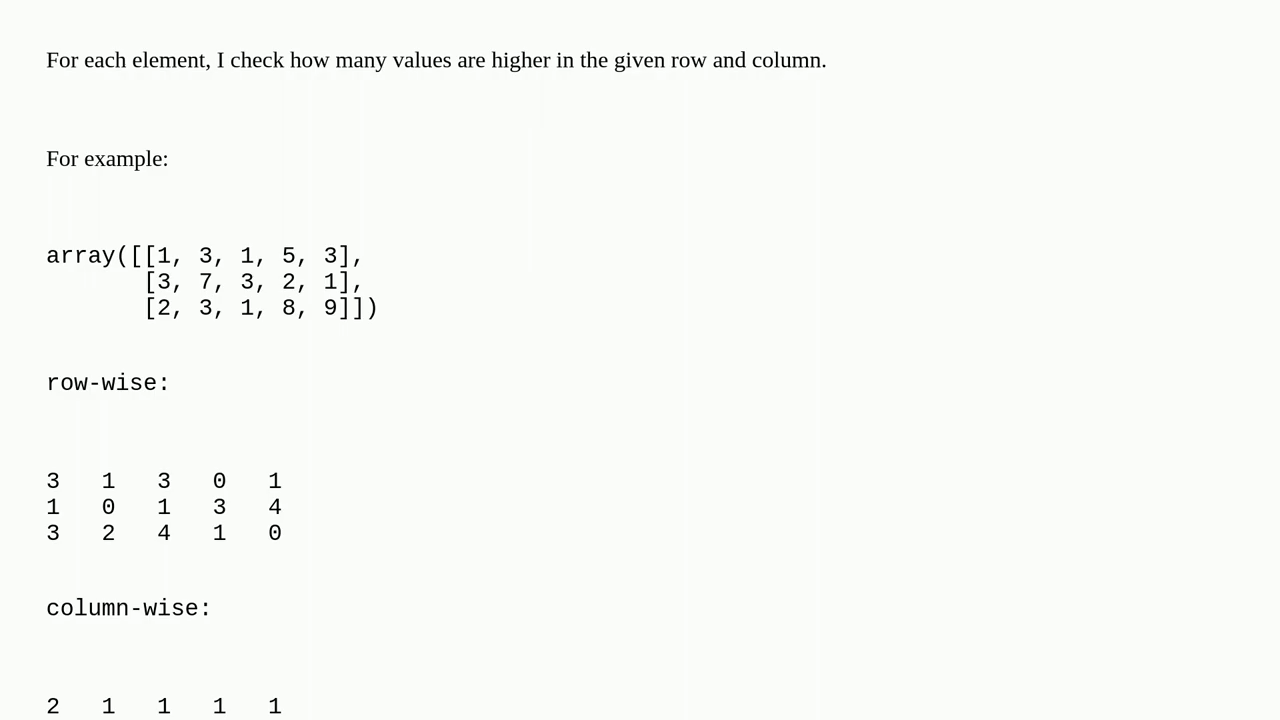 For each element, I check how many values are higher in the given row and column.
For example:
array([[1, 3, 1, 5, 3],
       [3, 7, 3, 2, 1],
       [2, 3, 1, 8, 9]])
row-wise:
3   1   3   0   1
1   0   1   3   4
3   2   4   1   0
column-wise:
2   1   1   1   1